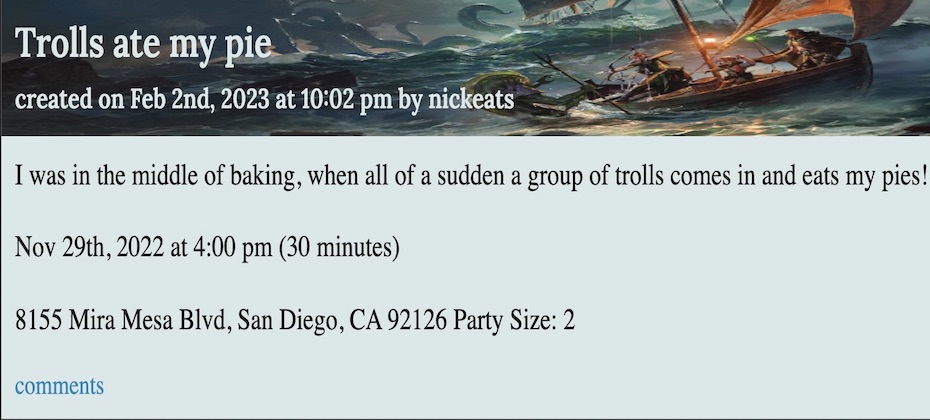 Trolls ate my pie
created on Feb 2nd, 2023 at 10:02 pm by nickeats
I was in the middle of baking, when all of a sudden a group of trolls comes in and eats my pies!
Nov 29th, 2022 at 4:00 pm (30 minutes)
8155 Mira Mesa Blvd, San Diego, CA 92126 Party Size: 2
comments